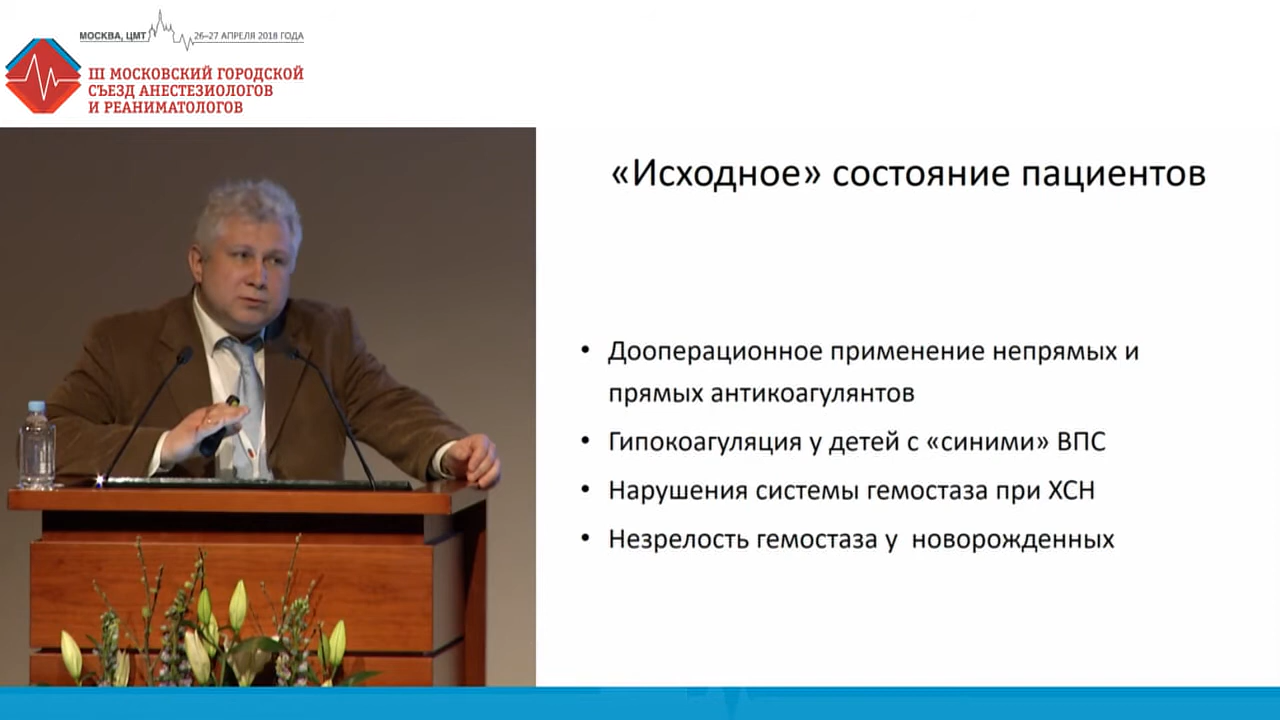 МОСКВА, ЦМТ 26–27 АПРЕЛЯ 2018 ГОДА
III МОСКОВСКИЙ ГОРОДСКОЙ
СЪЕЗД АНЕСТЕЗИОЛОГОВ
И РЕАНИМАТОЛОГОВ
«Исходное» состояние пациентов
• Дооперационное применение непрямых и
прямых антикоагулянтов
• Гипокоагуляция у детей с «синими» ВПС
• Нарушения системы гемостаза при ХСН
• Незрелость гемостаза у новорожденных